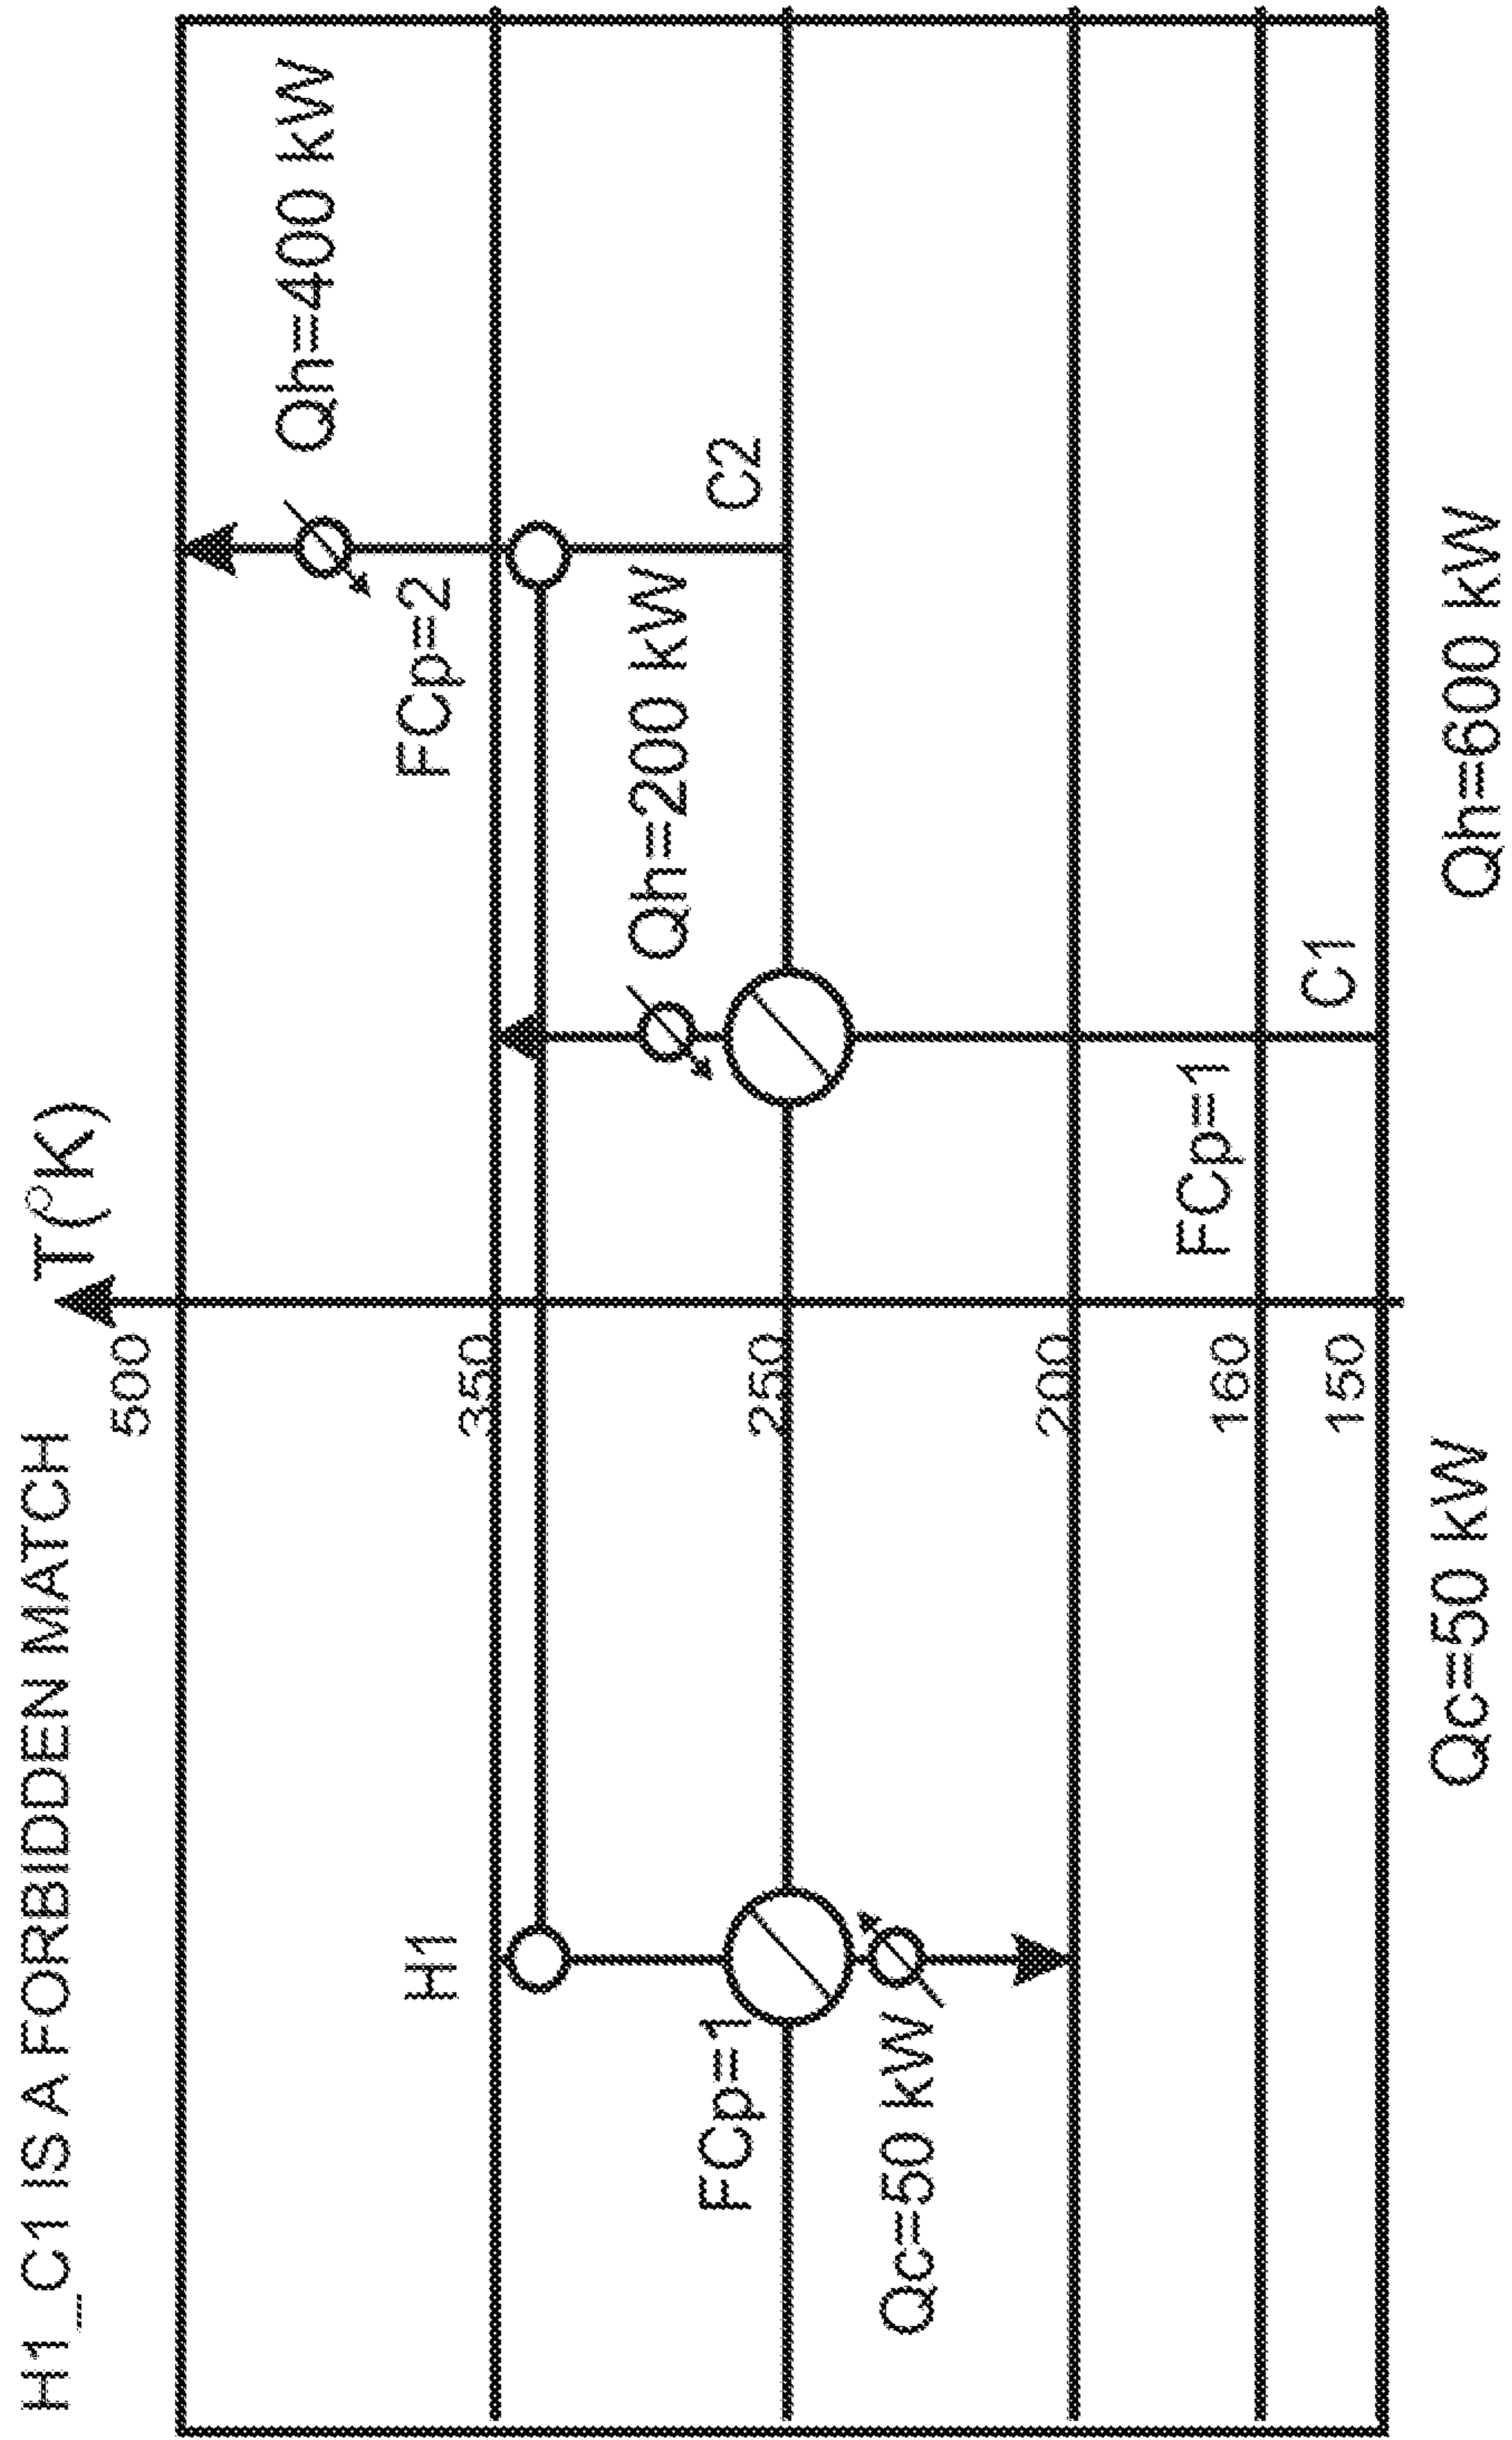 H1_C1 IS A FORBIDDEN MATCH
T(°K)
500
Qh=400 kW
350
H1
FCp=2
Qh=200 kW
250
FCp=1
C2
Qc=50 kW
200
160
FCp=1
150
C1
Qc=50 kW
Qh=600 kW